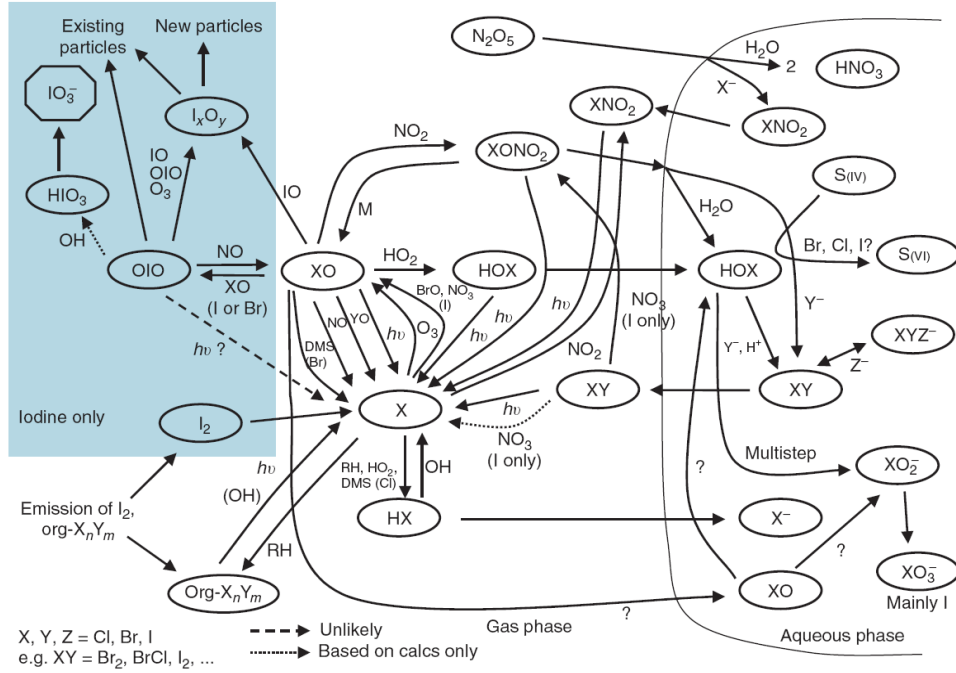 Existing
particles
New particles
N₂O₅
H₂O
2
HNO₃
X⁻
XNO₂
XNO₂
IO₃⁻
IₓOᵧ
NO₂
XONO₂
S(IV)
IO
OIO
O₃
HIO₃
IO
M
H₂O
OH
Br, Cl, I?
S(VI)
OIO
NO
XO
(I or Br)
XO
HO₂
HOX
HOX
BrO, NO₃
(I)
hυ
NO₃
(I only)
Y⁻
hυ ?
DMS
(Br)
NO
YO
hυ
O₃
hυ
hυ
NO₂
Y⁻, H⁺
XYZ⁻
Z⁻
Iodine only
I₂
X
hυ
XY
XY
NO₃
(I only)
hυ
(OH)
RH, HO₂,
DMS (Cl)
OH
?
Multistep
XO₂⁻
Emission of I₂,
org-XₙYₘ
HX
X⁻
RH
?
Org-XₙYₘ
XO
XO₃⁻
Mainly I
?
Gas phase
Aqueous phase
X, Y, Z = Cl, Br, I
e.g. XY = Br₂, BrCl, I₂, ...
Unlikely
Based on calcs only